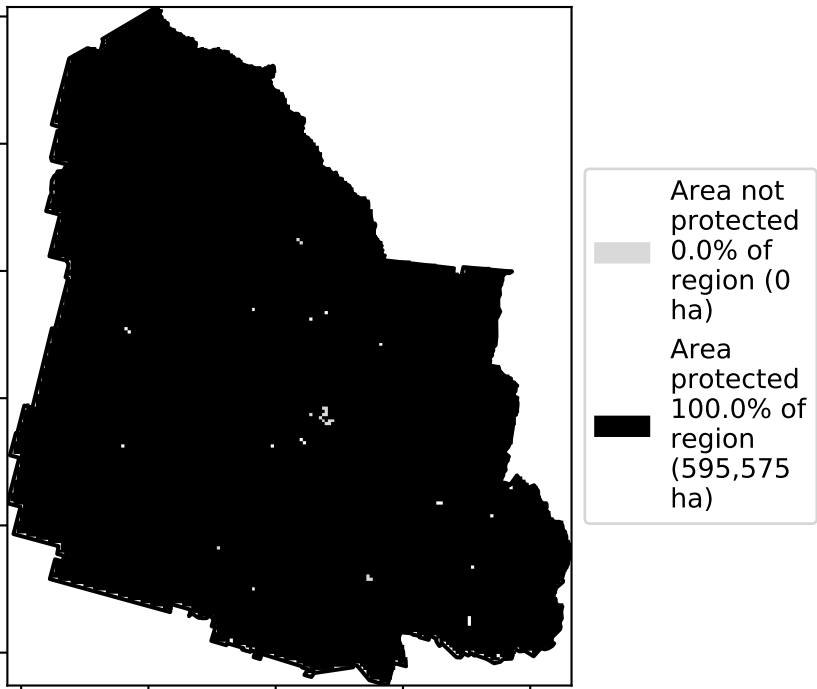 Area not
protected
0.0% of
region (0
ha)
Area
protected
100.0% of
region
(595,575
ha)